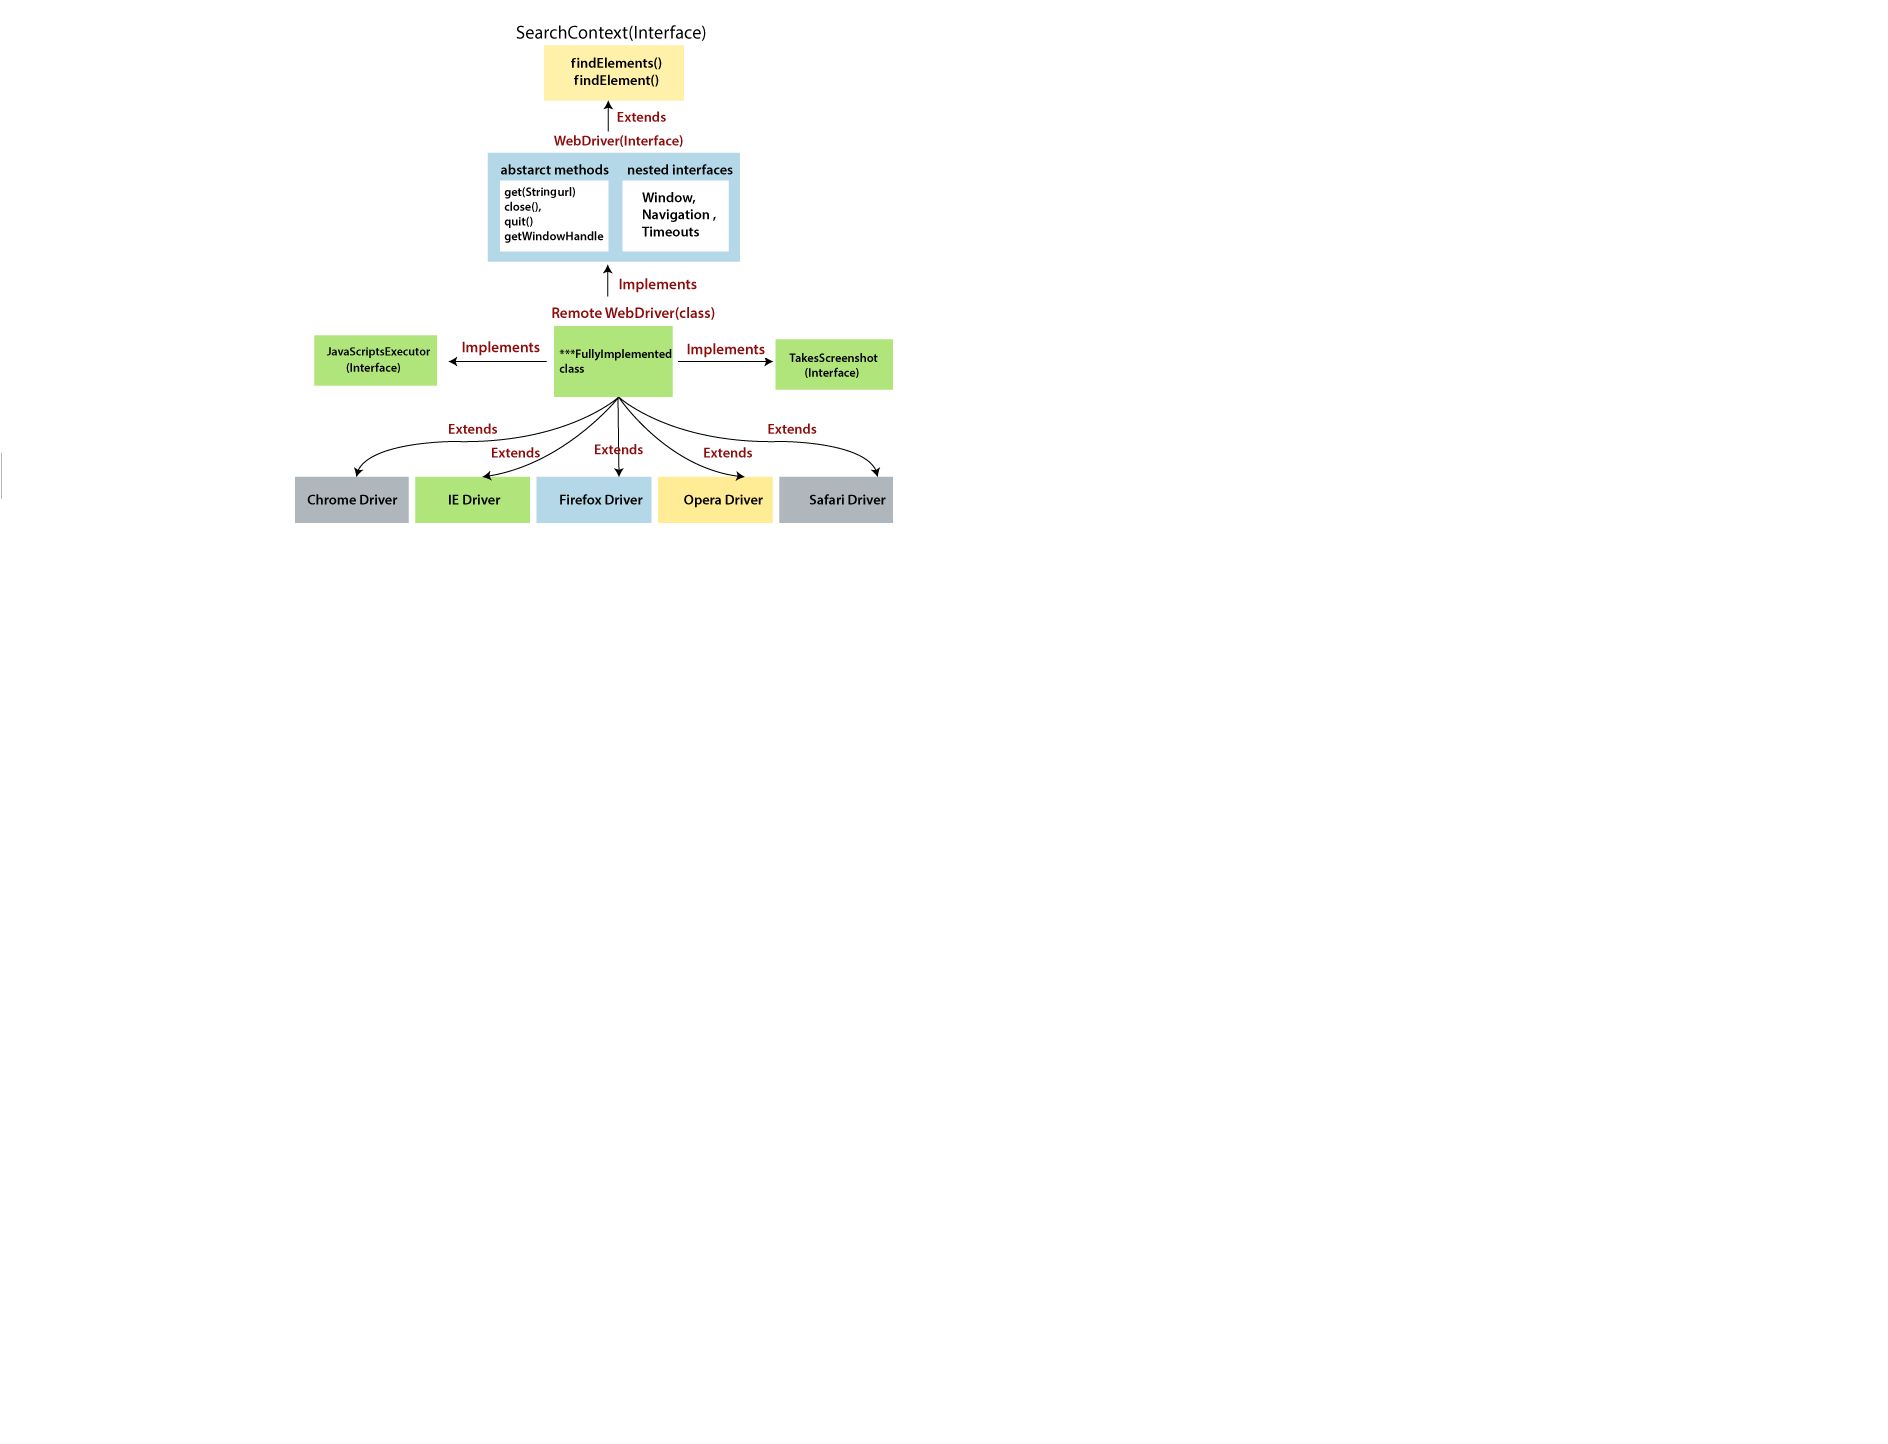 SearchContext(Interface)
findElements()
findElement()
Extends
WebDriver(Interface)
abstarct methods
nested interfaces
get(Stringurl)
close(),
quit()
getWindowHandle
Window,
Navigation ,
Timeouts
Implements
Remote WebDriver(class)
JavaScriptsExecutor
(Interface)
Implements
***FullyImplemented
class
Implements
TakesScreenshot
(Interface)
Extends
Extends
Extends
Extends
Extends
Chrome Driver
IE Driver
Firefox Driver
Opera Driver
Safari Driver